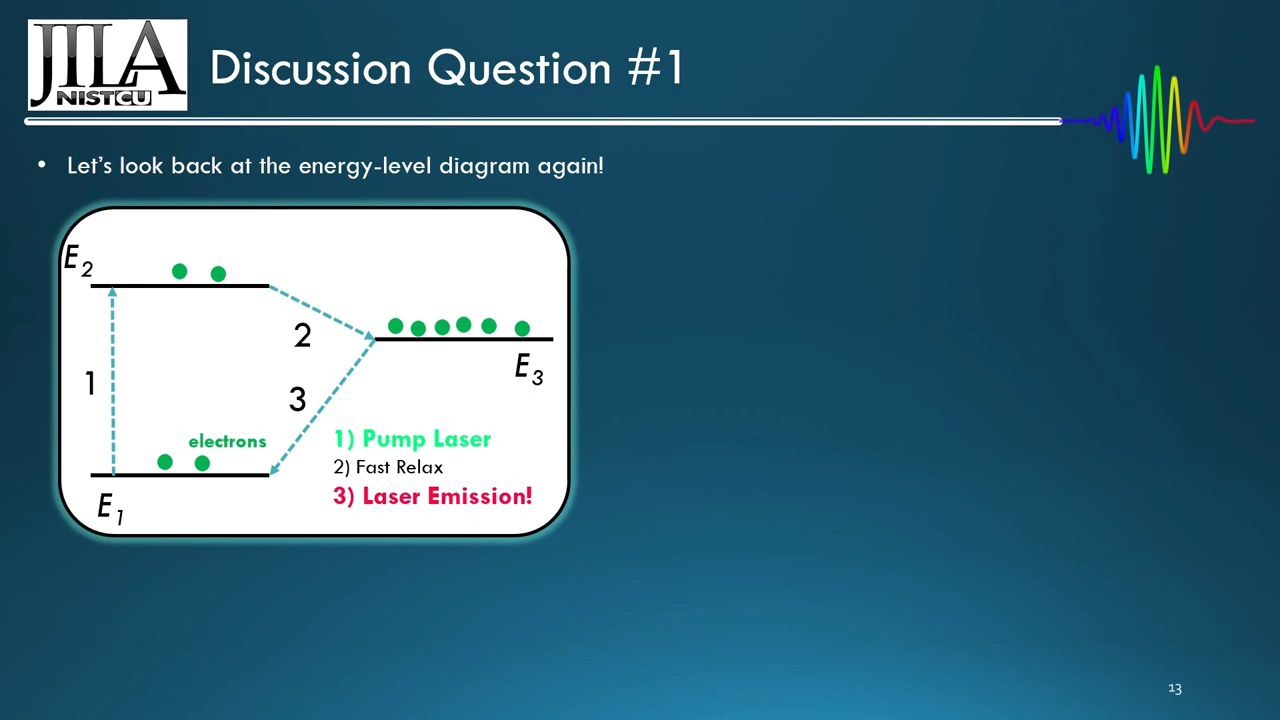 JILA
NIST CU
Discussion Question #1
• Let’s look back at the energy-level diagram again!
E2
2
E3
1
3
electrons
1) Pump Laser
2) Fast Relax
3) Laser Emission!
E1
13